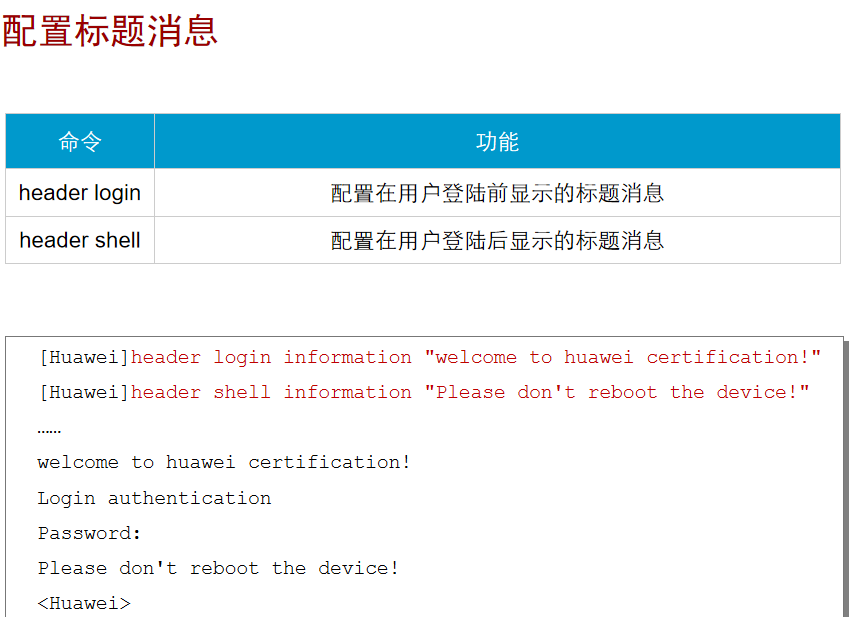 配置标题消息
命令 功能
header login 配置在用户登陆前显示的标题消息
header shell 配置在用户登陆后显示的标题消息
[Huawei]header login information "welcome to huawei certification!"
[Huawei]header shell information "Please don't reboot the device!"
……
welcome to huawei certification!
Login authentication
Password:
Please don't reboot the device!
<Huawei>